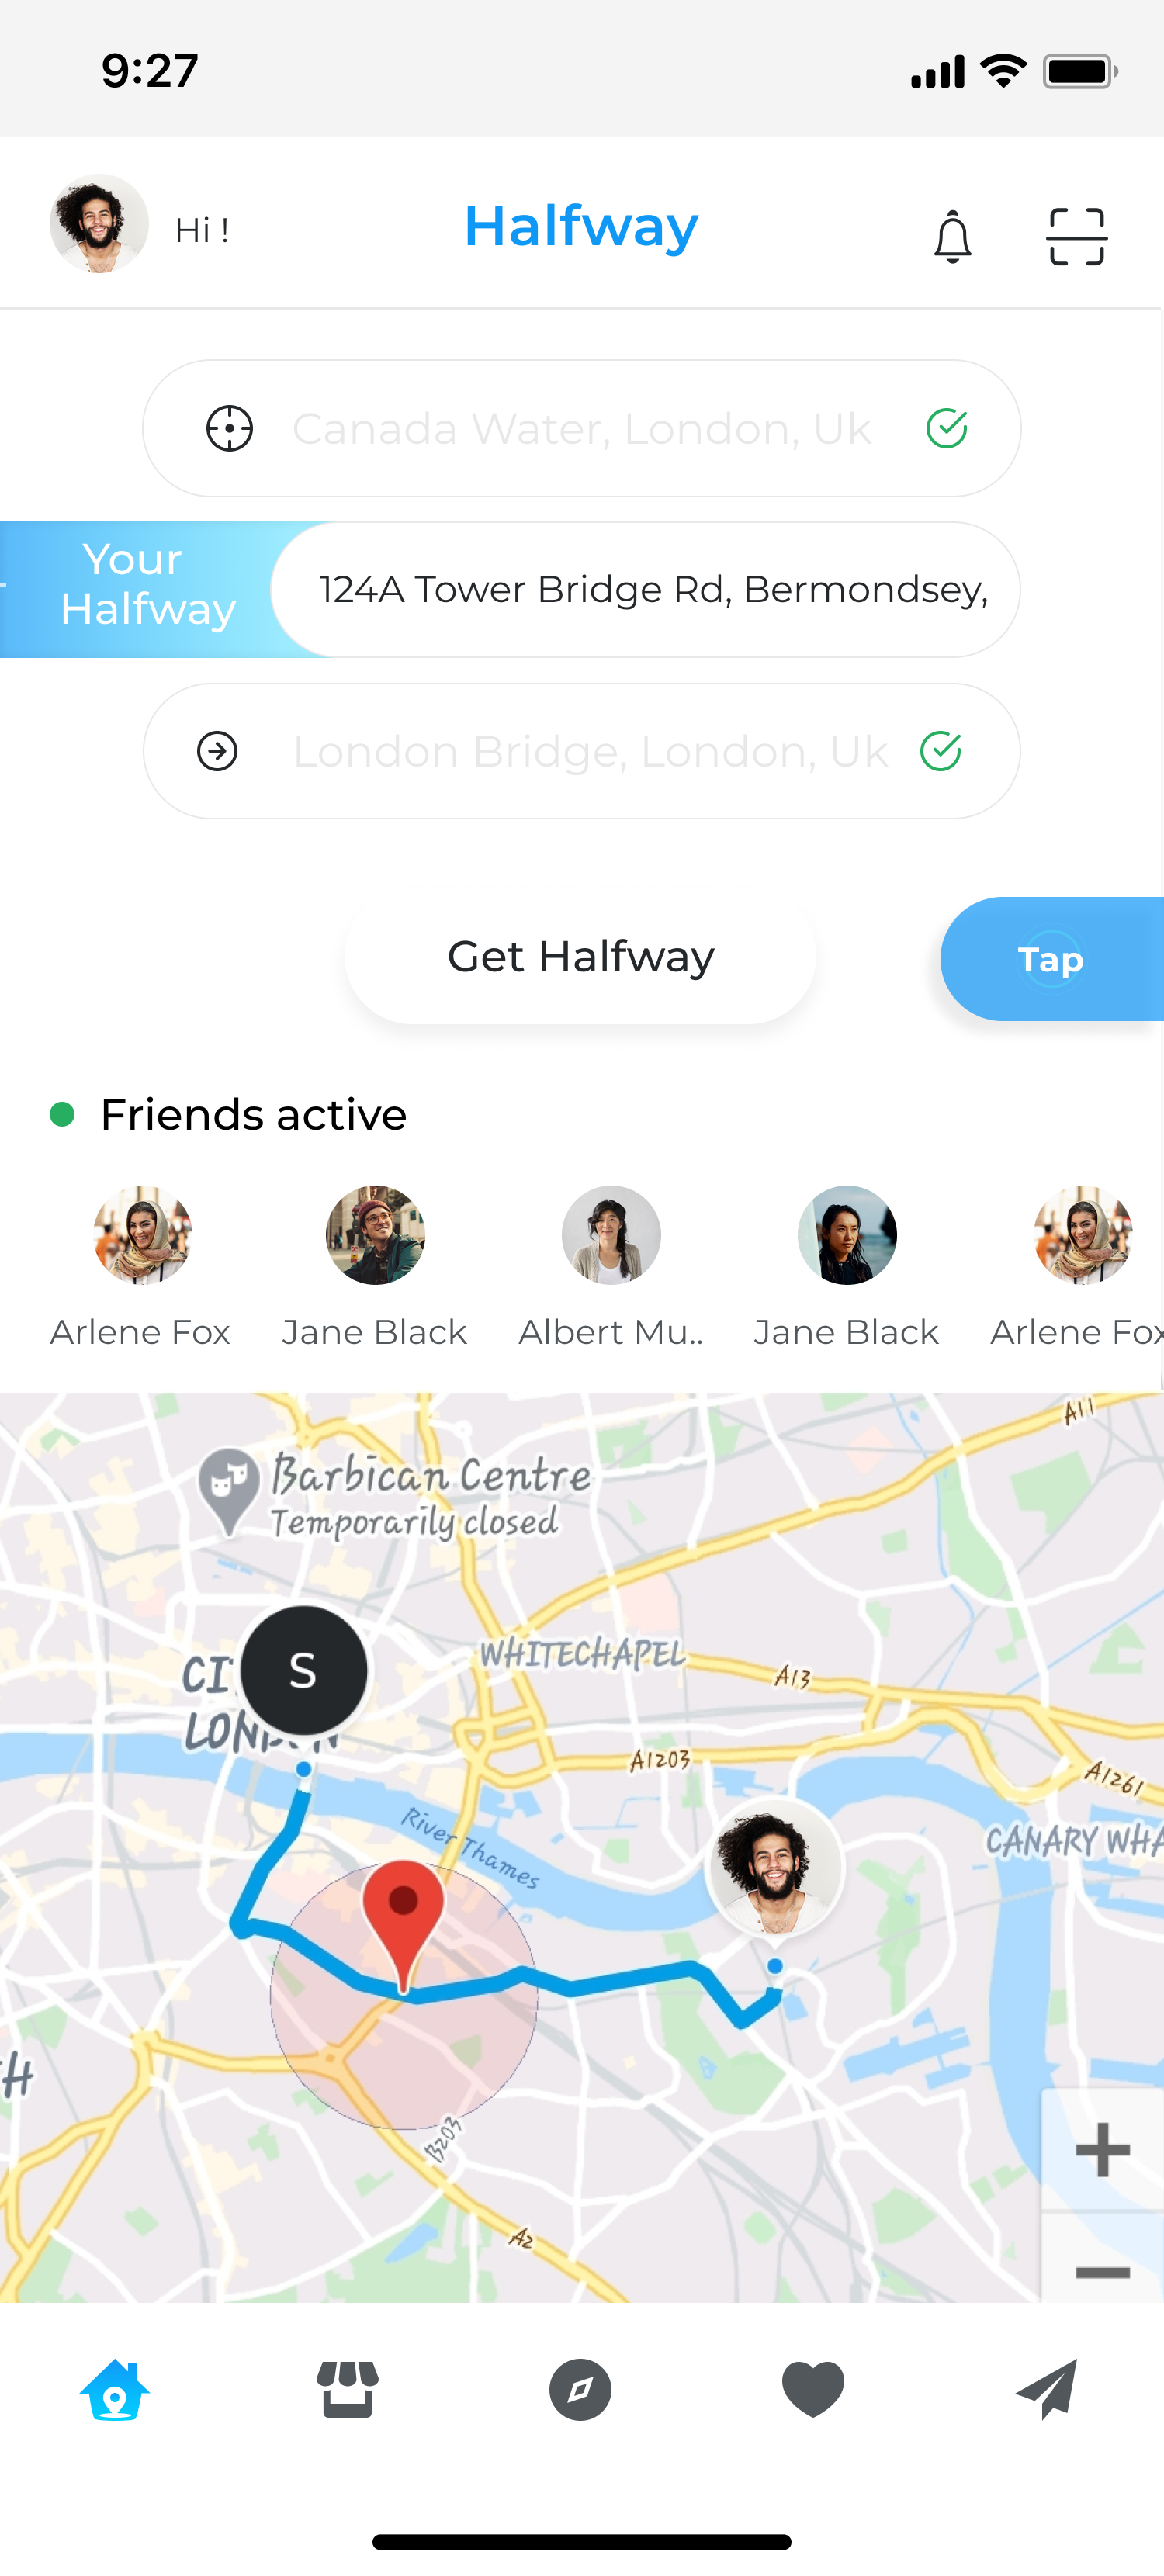 9:27
Hi !
Halfway
Canada Water, London, Uk
Your
Halfway
124A Tower Bridge Rd, Bermondsey,
London Bridge, London, Uk
Get Halfway
Tap
Friends active
Arlene Fox
Jane Black
Albert Mu..
Jane Black
Arlene Fox
A11
Barbican Centre
Temporarily closed
S
WHITECHAPEL
CI
LON
A13
A1203
A1261
River Thames
CANARY WHA
H
B203
A2